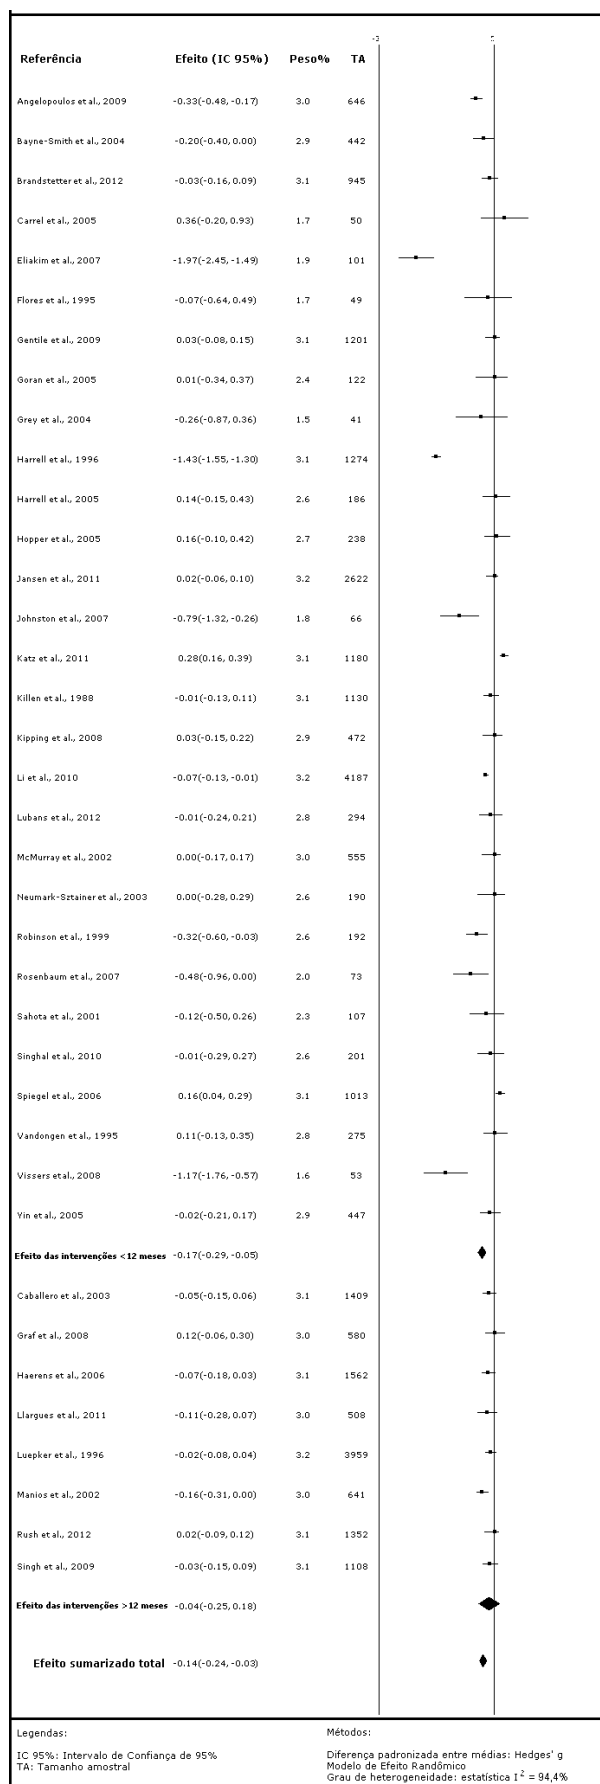 -3 5
Referência Efeito (IC 95%) Peso% TA
Angelopoulos et al., 2009 -0.33(-0.48, -0.17) 3.0 646
Bayne-Smith et al., 2004 -0.20(-0.40, 0.00) 2.9 442
Brandstetter et al., 2012 -0.03(-0.16, 0.09) 3.1 945
Carrel et al., 2005 0.36(-0.20, 0.93) 1.7 50
Eliakim et al., 2007 -1.97(-2.45, -1.49) 1.9 101
Flores et al., 1995 -0.07(-0.64, 0.49) 1.7 49
Gentile et al., 2009 0.03(-0.08, 0.15) 3.1 1201
Goran et al., 2005 0.01(-0.34, 0.37) 2.4 122
Grey et al., 2004 -0.26(-0.87, 0.36) 1.5 41
Harrell et al., 1996 -1.43(-1.55, -1.30) 3.1 1274
Harrell et al., 2005 0.14(-0.15, 0.43) 2.6 186
Hopper et al., 2005 0.16(-0.10, 0.42) 2.7 238
Jansen et al., 2011 0.02(-0.06, 0.10) 3.2 2622
Johnston et al., 2007 -0.79(-1.32, -0.26) 1.8 66
Katz et al., 2011 0.28(0.16, 0.39) 3.1 1180
Killen et al., 1988 -0.01(-0.13, 0.11) 3.1 1130
Kipping et al., 2008 0.03(-0.15, 0.22) 2.9 472
Li et al., 2010 -0.07(-0.13, -0.01) 3.2 4187
Lubans et al., 2012 -0.01(-0.24, 0.21) 2.8 294
McMurray et al., 2002 0.00(-0.17, 0.17) 3.0 555
Neumark-Sztainer et al., 2003 0.00(-0.28, 0.29) 2.6 190
Robinson et al., 1999 -0.32(-0.60, -0.03) 2.6 192
Rosenbaum et al., 2007 -0.48(-0.96, 0.00) 2.0 73
Sahota et al., 2001 -0.12(-0.50, 0.26) 2.3 107
Singhal et al., 2010 -0.01(-0.29, 0.27) 2.6 201
Spiegel et al., 2006 0.16(0.04, 0.29) 3.1 1013
Vandongen et al., 1995 0.11(-0.13, 0.35) 2.8 275
Vissers et al., 2008 -1.17(-1.76, -0.57) 1.6 53
Yin et al., 2005 -0.02(-0.21, 0.17) 2.9 447
Efeito das intervenções <12 meses -0.17(-0.29, -0.05)
Caballero et al., 2003 -0.05(-0.15, 0.06) 3.1 1409
Graf et al., 2008 0.12(-0.06, 0.30) 3.0 580
Haerens et al., 2006 -0.07(-0.18, 0.03) 3.1 1562
Llargues et al., 2011 -0.11(-0.28, 0.07) 3.0 508
Luepker et al., 1996 -0.02(-0.08, 0.04) 3.2 3959
Manios et al., 2002 -0.16(-0.31, 0.00) 3.0 641
Rush et al., 2012 0.02(-0.09, 0.12) 3.1 1352
Singh et al., 2009 -0.03(-0.15, 0.09) 3.1 1108
Efeito das intervenções >12 meses -0.04(-0.25, 0.18)
Efeito sumarizado total -0.14(-0.24, -0.03)
Legendas:
IC 95%: Intervalo de Confiança de 95%
TA: Tamanho amostral
Métodos:
Diferença padronizada entre médias: Hedges' g
Modelo de Efeito Randômico
Grau de heterogeneidade: estatística I² = 94,4%